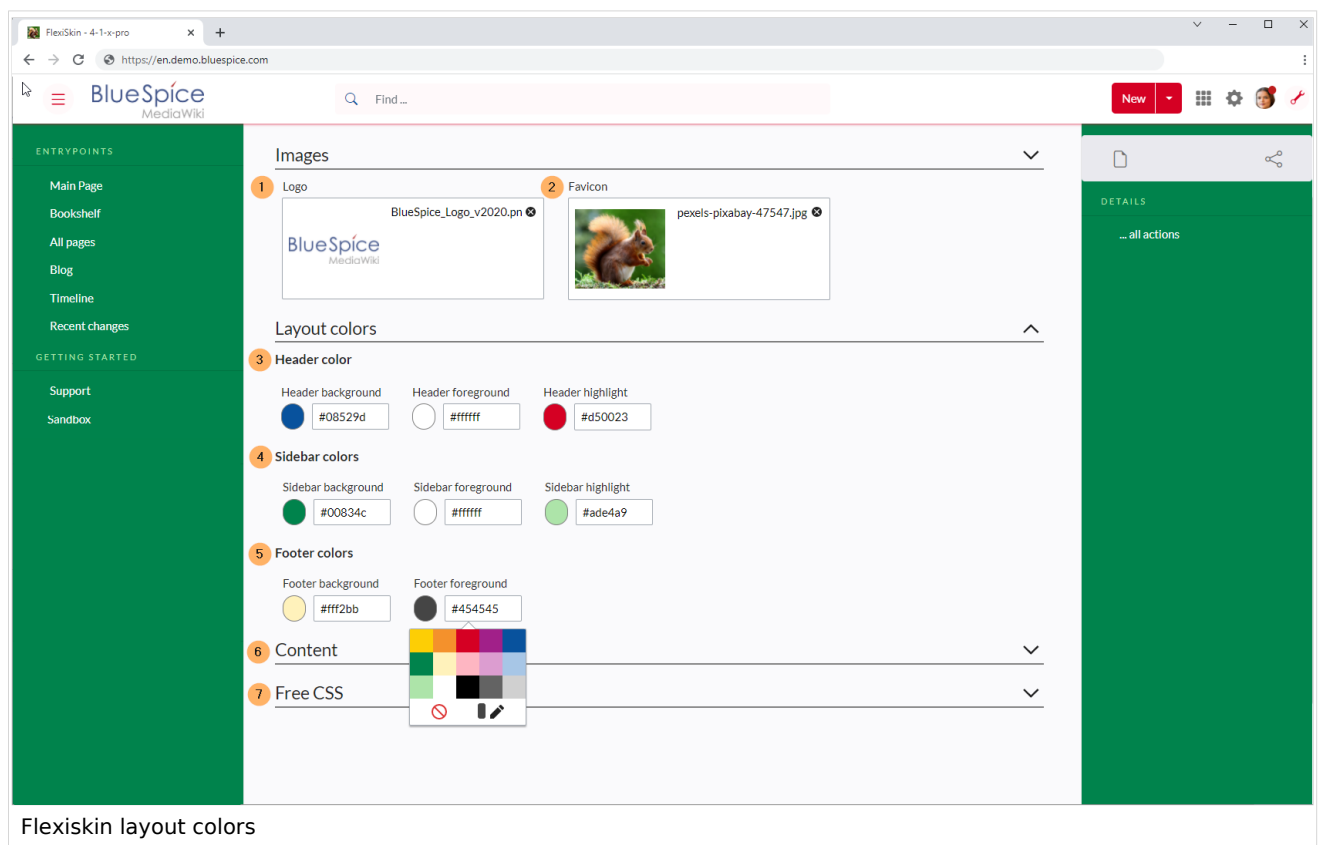 FlexiSkin - 4-1-x-pro
https://en.demo.bluespice.com
BlueSpice
MediaWiki
Find ...
New
ENTRYPOINTS
Main Page
Bookshelf
All pages
Blog
Timeline
Recent changes
GETTING STARTED
Support
Sandbox
Images
1 Logo
2 Favicon
BlueSpice_Logo_v2020.pn
BlueSpice
MediaWiki
pexels-pixabay-47547.jpg
Layout colors
3 Header color
Header background Header foreground Header highlight
#08529d #ffffff #d50023
4 Sidebar colors
Sidebar background Sidebar foreground Sidebar highlight
#00834c #ffffff #ade4a9
5 Footer colors
Footer background Footer foreground
#fff2bb #454545
6 Content
7 Free CSS
DETAILS
... all actions
Flexiskin layout colors